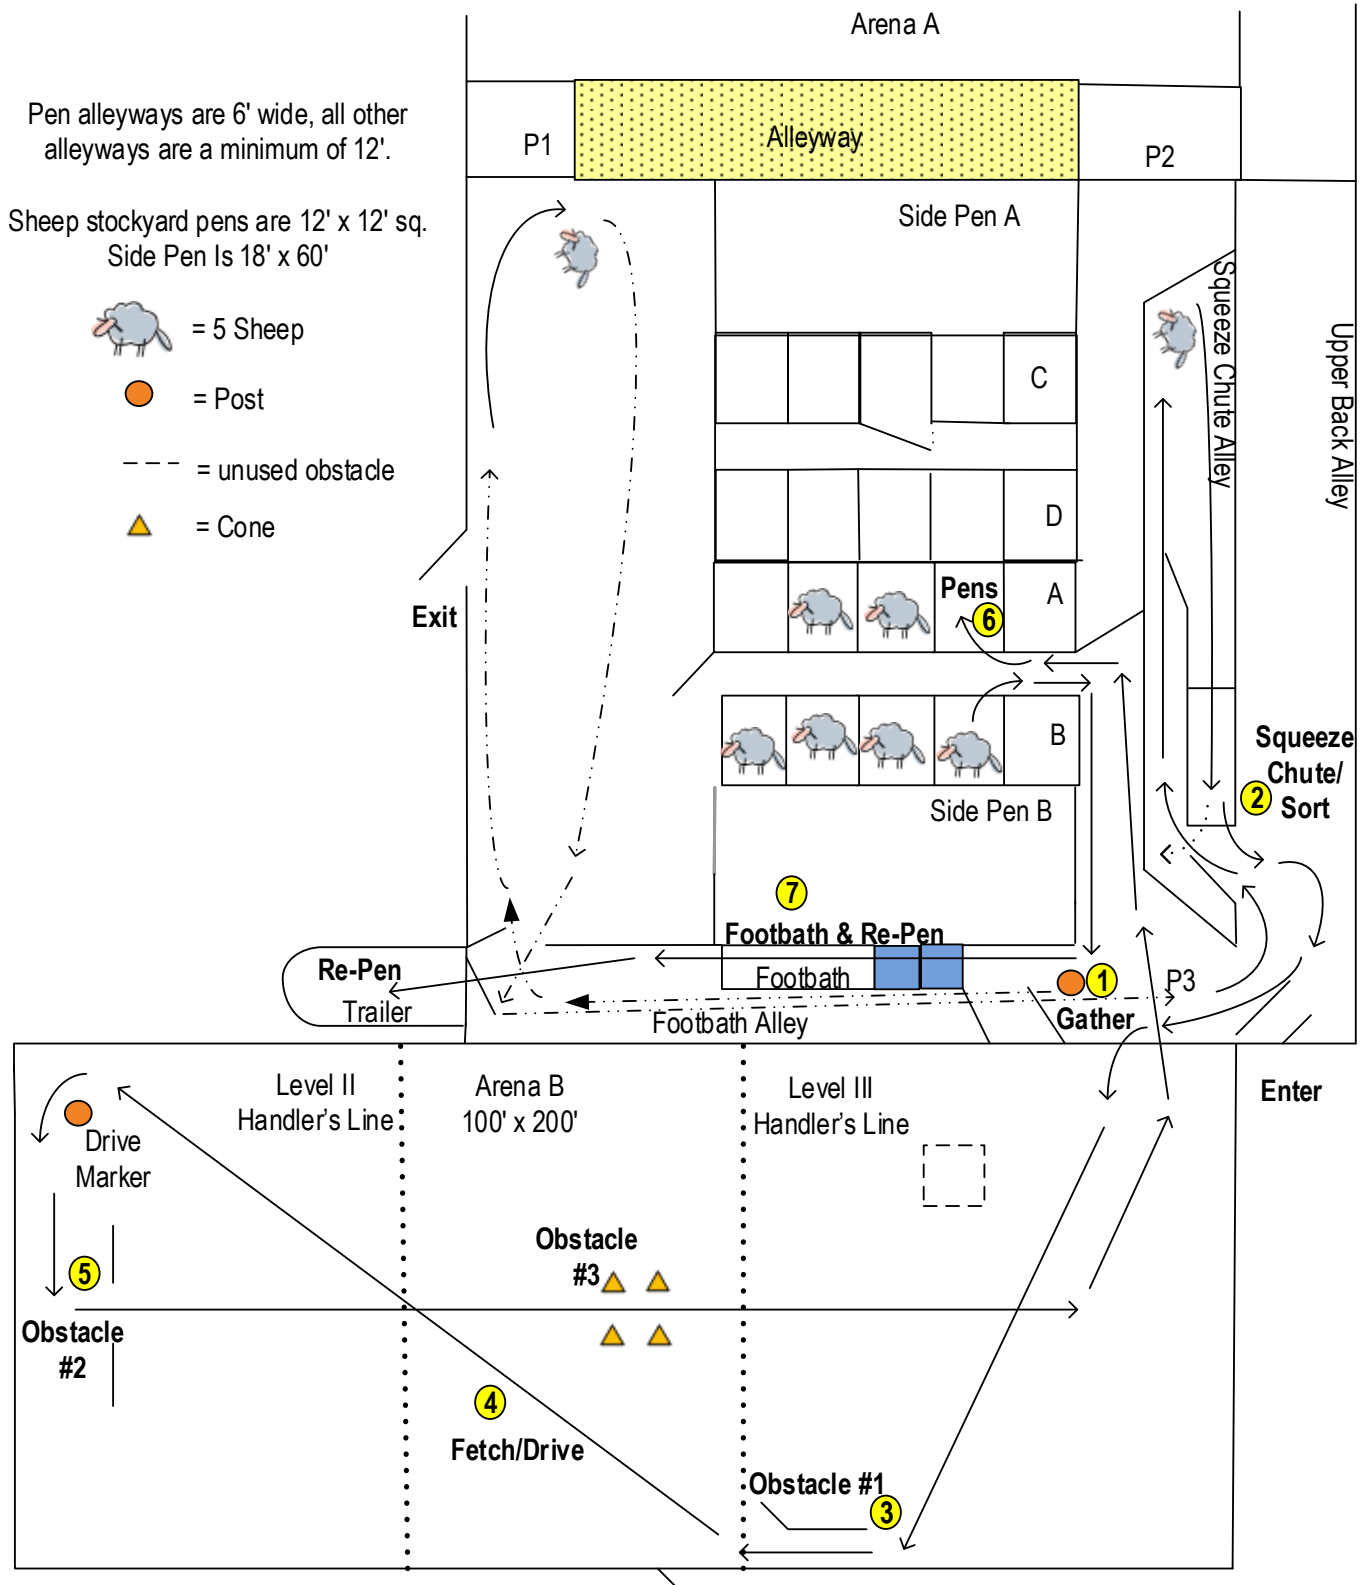 Arena A
Pen alleyways are 6' wide, all other
alleyways are a minimum of 12'.
P1
Alleyway
P2
Sheep stockyard pens are 12' x 12' sq.
Side Pen Is 18' x 60'
Side Pen A
= 5 Sheep
= Post
= unused obstacle
= Cone
Squeeze Chute Alley
Upper Back Alley
C
D
Exit
Pens
6
A
B
Squeeze
Chute/
Sort
2
Side Pen B
7
Footbath & Re-Pen
Re-Pen
Trailer
Footbath
1
Gather
P3
Footbath Alley
Enter
Level II
Handler's Line
Arena B
100' x 200'
Level III
Handler’s Line
Drive
Marker
5
Obstacle
#2
Obstacle
#3
4
Fetch/Drive
Obstacle #1
3